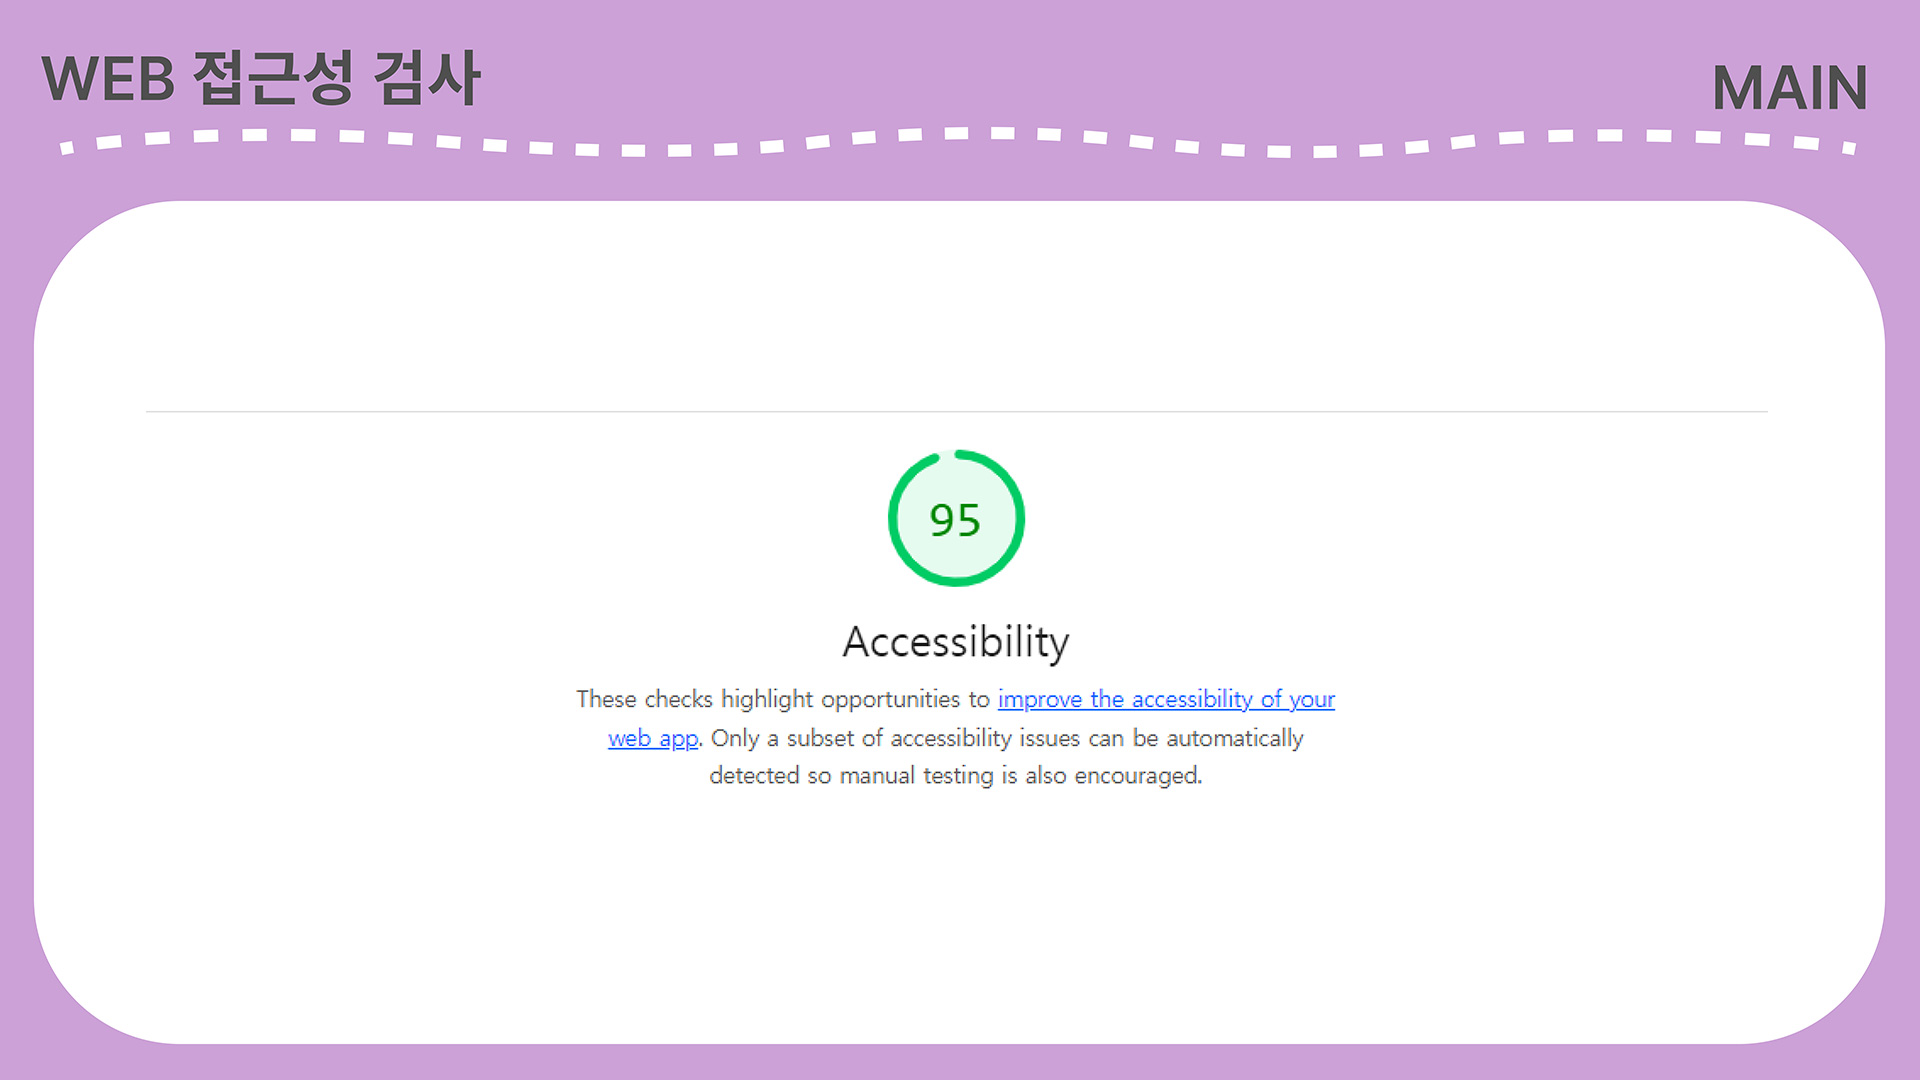 WEB 접근성 검사
MAIN
95
Accessibility
These checks highlight opportunities to improve the accessibility of your
web app. Only a subset of accessibility issues can be automatically
detected so manual testing is also encouraged.